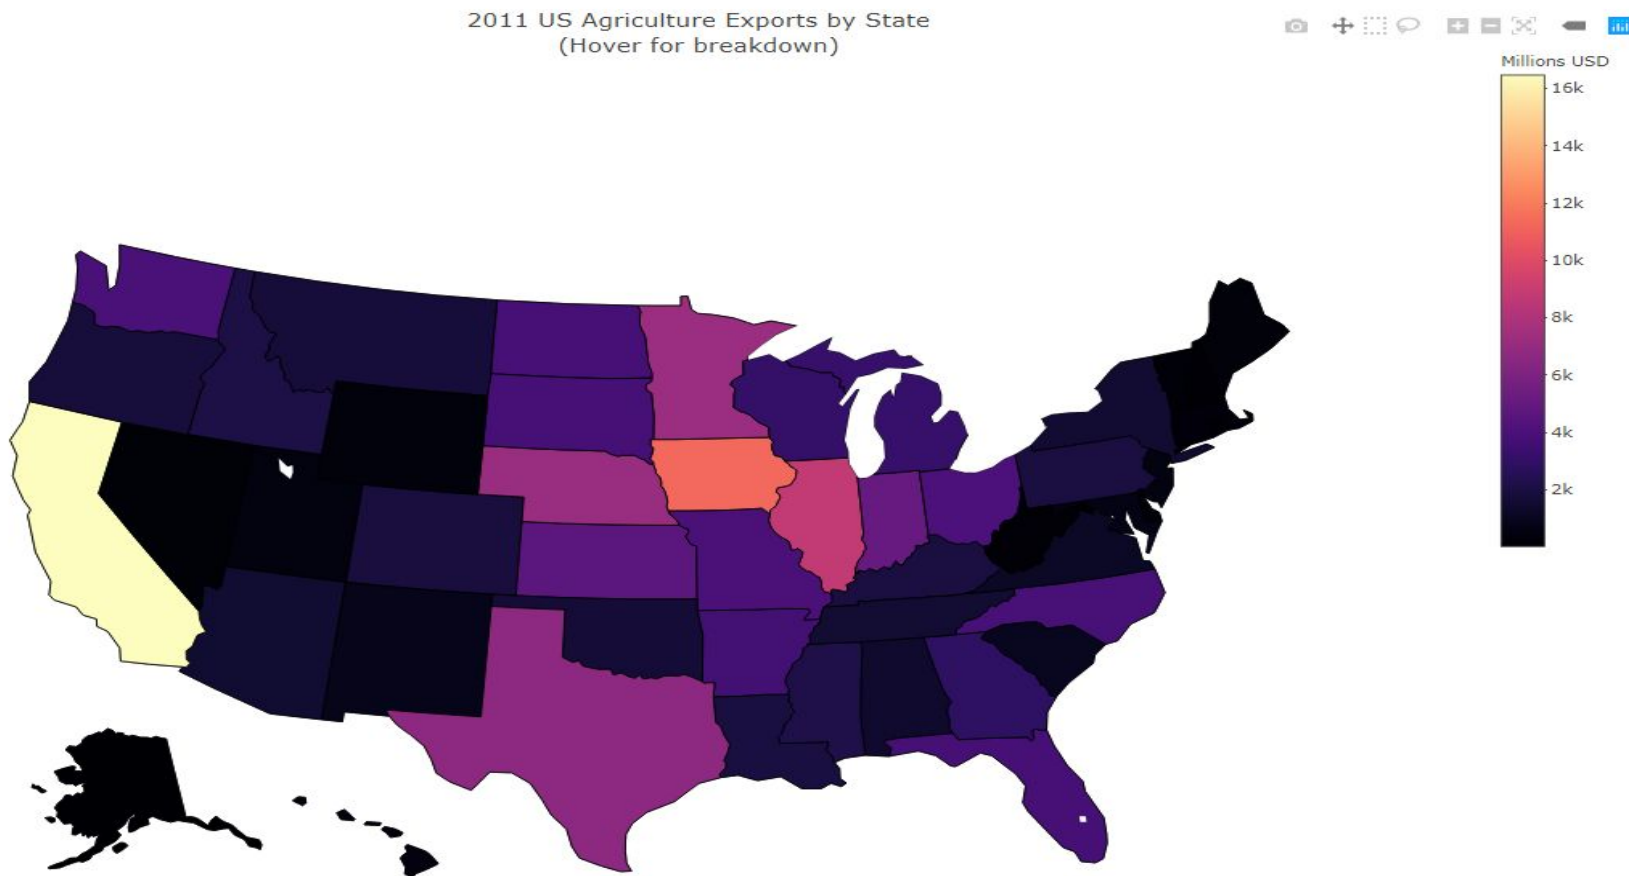 2011 US Agriculture Exports by State
(Hover for breakdown)
Millions USD
16k
14k
12k
10k
8k
6k
4k
2k